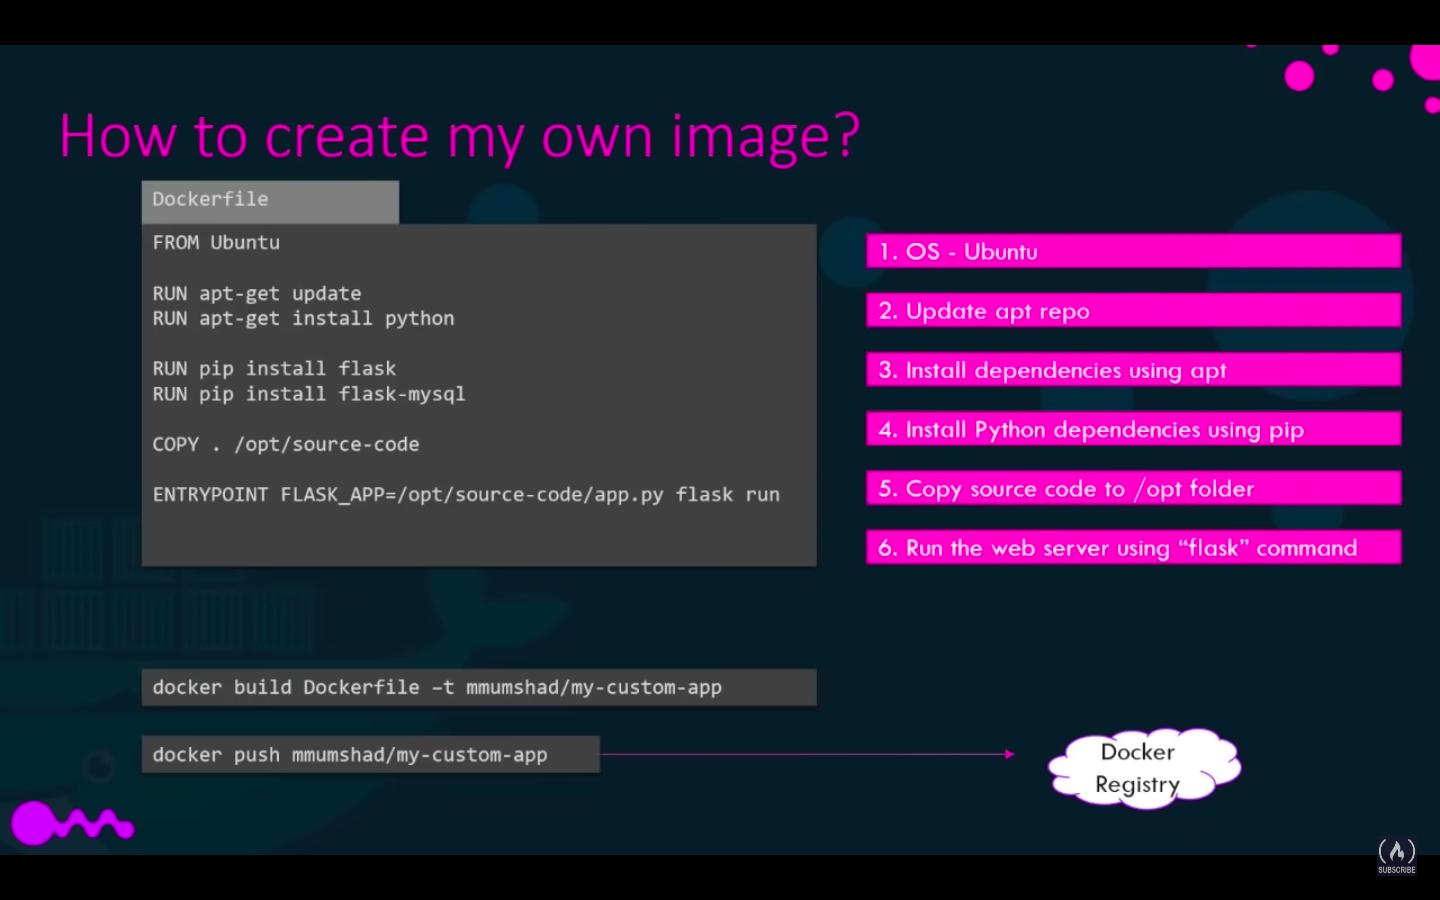 How to create my own image?
Dockerfile
FROM Ubuntu
RUN apt-get update
RUN apt-get install python
RUN pip install flask
RUN pip install flask-mysql
COPY . /opt/source-code
ENTRYPOINT FLASK_APP=/opt/source-code/app.py flask run
1. OS - Ubuntu
2. Update apt repo
3. Install dependencies using apt
4. Install Python dependencies using pip
5. Copy source code to /opt folder
6. Run the web server using “flask” command
docker build Dockerfile –t mmumshad/my-custom-app
docker push mmumshad/my-custom-app
Docker
Registry
SUBSCRIBE